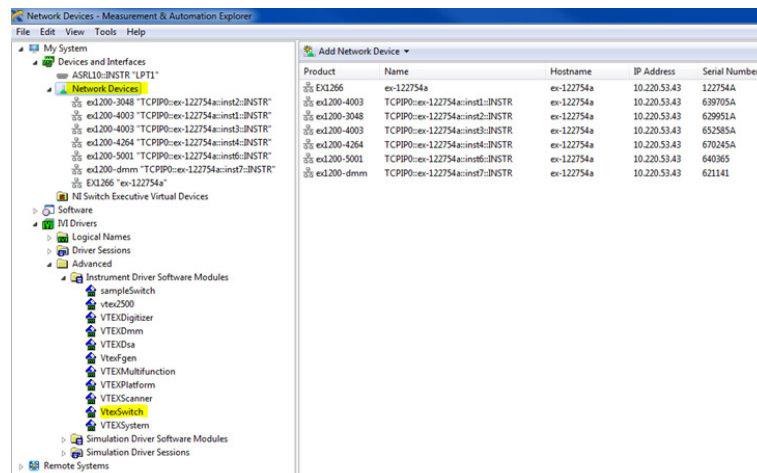 Network Devices - Measurement & Automation Explorer
File Edit View Tools Help
My System
Devices and Interfaces
ASRL10::INSTR "LPT1"
Network Devices
ex1200-3048 "TCPIP0::ex-122754a::inst2::INSTR"
ex1200-4003 "TCPIP0::ex-122754a::inst1::INSTR"
ex1200-4003 "TCPIP0::ex-122754a::inst3::INSTR"
ex1200-4264 "TCPIP0::ex-122754a::inst4::INSTR"
ex1200-5001 "TCPIP0::ex-122754a::inst6::INSTR"
ex1200-dmm "TCPIP0::ex-122754a::inst7::INSTR"
EX1266 "ex-122754a"
NI Switch Executive Virtual Devices
Software
IVI Drivers
Logical Names
Driver Sessions
Advanced
Instrument Driver Software Modules
sampleSwitch
vtex2500
VTEXDigitizer
VTEXDmm
VTEXDsa
VtexFgen
VTEXMultifunction
VTEXPlatform
VTEXScanner
VtexSwitch
VTEXSystem
Simulation Driver Software Modules
Simulation Driver Sessions
Remote Systems
Add Network Device
Product Name Hostname IP Address Serial Number
EX1266 ex-122754a ex-122754a 10.220.53.43 122754A
ex1200-4003 TCPIP0::ex-122754a::inst1::INSTR ex-122754a 10.220.53.43 639705A
ex1200-3048 TCPIP0::ex-122754a::inst2::INSTR ex-122754a 10.220.53.43 629951A
ex1200-4003 TCPIP0::ex-122754a::inst3::INSTR ex-122754a 10.220.53.43 652585A
ex1200-4264 TCPIP0::ex-122754a::inst4::INSTR ex-122754a 10.220.53.43 670245A
ex1200-5001 TCPIP0::ex-122754a::inst6::INSTR ex-122754a 10.220.53.43 640365
ex1200-dmm TCPIP0::ex-122754a::inst7::INSTR ex-122754a 10.220.53.43 621141